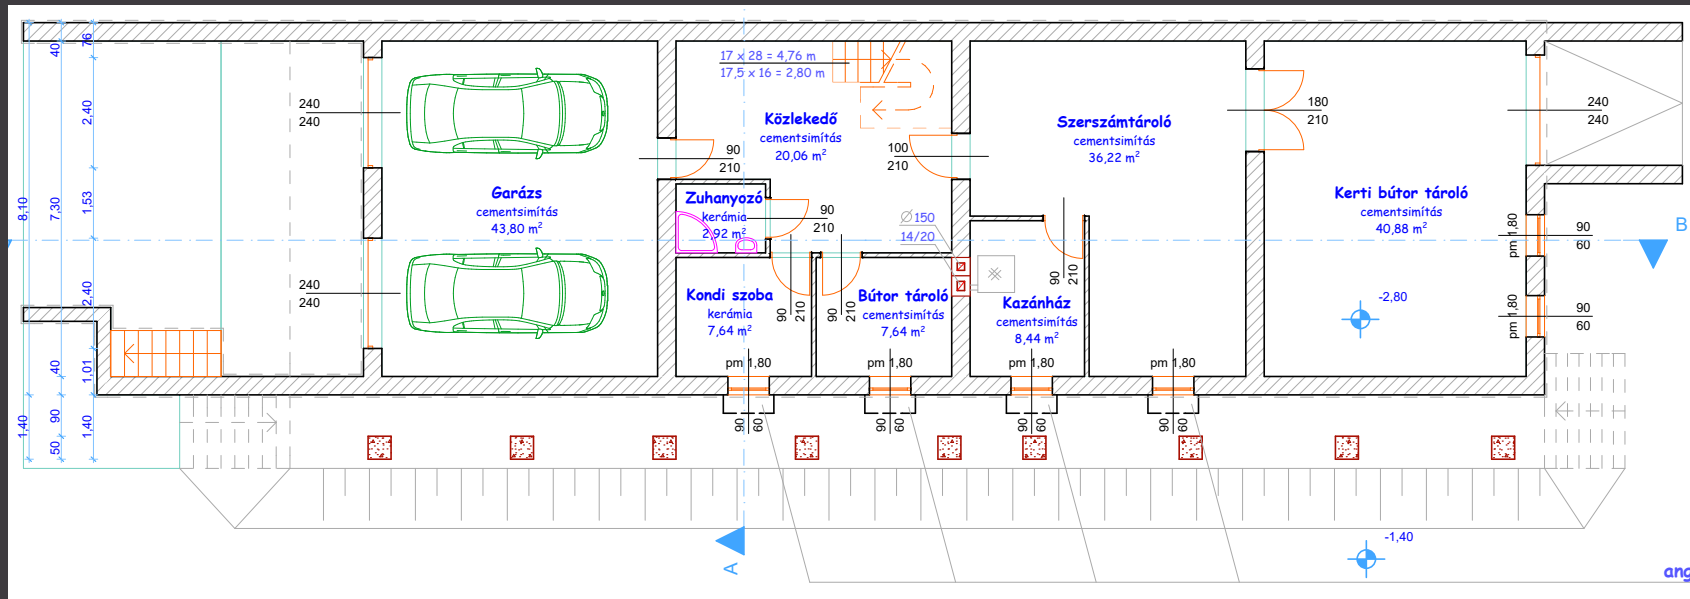 17 x 28 = 4,76 m
17,5 x 16 = 2,80 m
240
240
240
240
Garázs
cementsimítás
43,80 m²
90
210
Közlekedő
cementsimítás
20,06 m²
100
210
Zuhanyozó
kerámia
2,92 m²
90
210
Ø150
14/20
Kondi szoba
kerámia
7,64 m²
90
210
Bútor tároló
cementsimítás
7,64 m²
90
210
Szerszámtároló
cementsimítás
36,22 m²
Kazánház
cementsimítás
8,44 m²
90
210
180
210
Kerti bútor tároló
cementsimítás
40,88 m²
240
240
pm 1,80
90
60
pm 1,80
90
60
-2,80
B
pm 1,80
pm 1,80
pm 1,80
pm 1,80
90
60
90
60
90
60
90
60
8,10
1,40
40
7,30
40
90
50
76
2,40
1,53
2,40
1,01
1,40
A
-1,40
ang